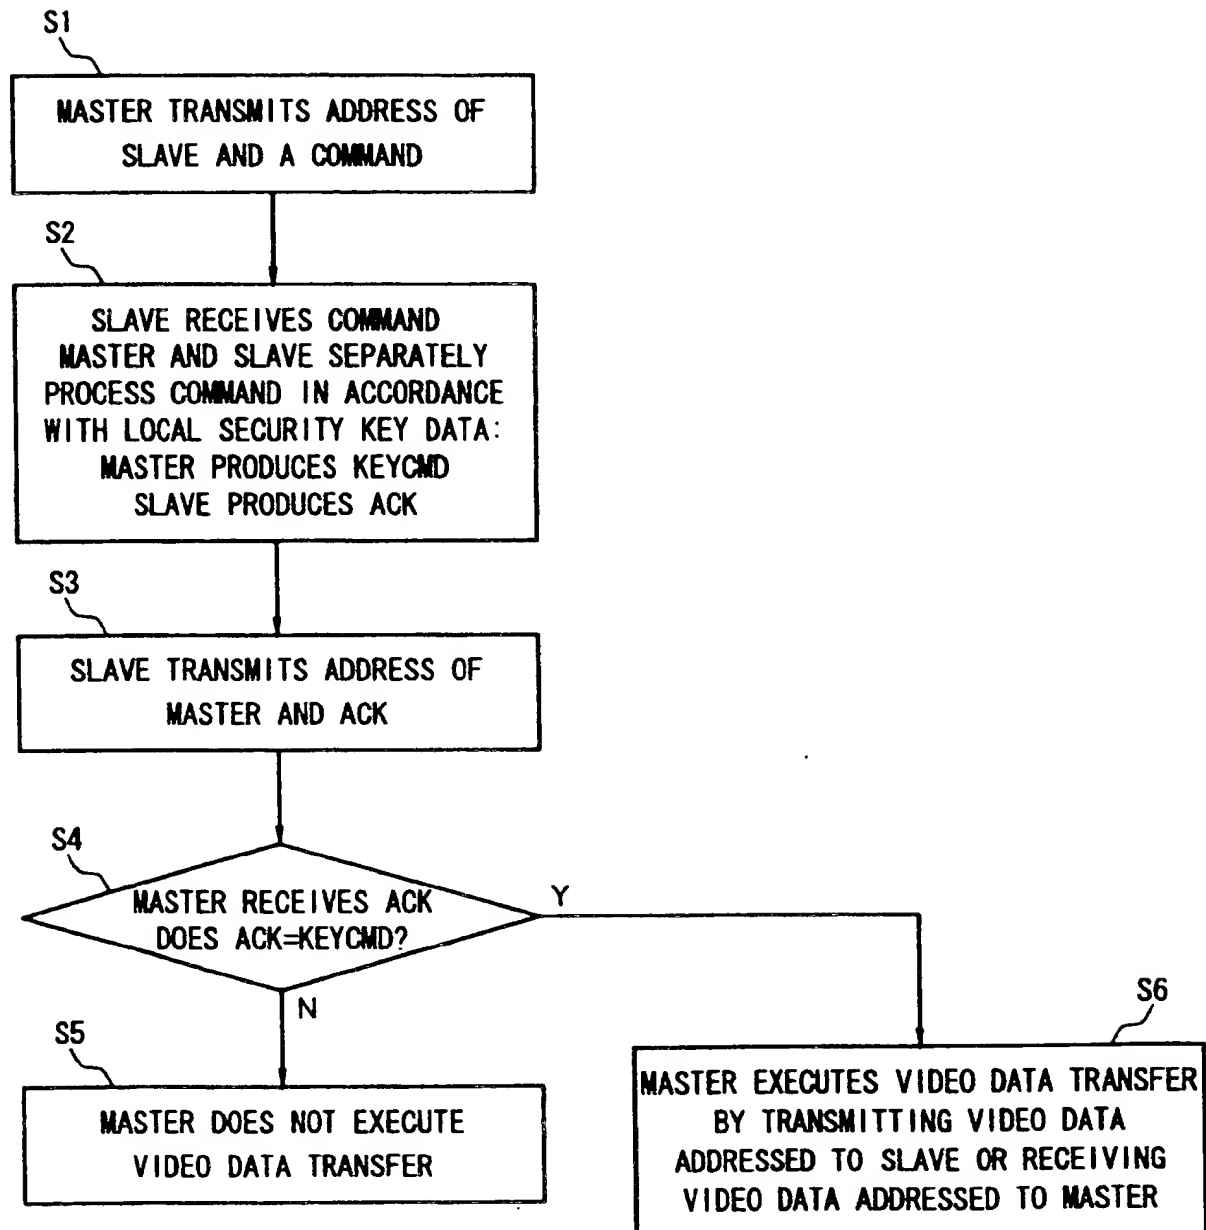 S1
MASTER TRANSMITS ADDRESS OF
SLAVE AND A COMMAND
S2
SLAVE RECEIVES COMMAND
MASTER AND SLAVE SEPARATELY
PROCESS COMMAND IN ACCORDANCE
WITH LOCAL SECURITY KEY DATA:
MASTER PRODUCES KEYCMD
SLAVE PRODUCES ACK
S3
SLAVE TRANSMITS ADDRESS OF
MASTER AND ACK
S4
MASTER RECEIVES ACK
DOES ACK=KEYCMD?
Y
N
S5
MASTER DOES NOT EXECUTE
VIDEO DATA TRANSFER
S6
MASTER EXECUTES VIDEO DATA TRANSFER
BY TRANSMITTING VIDEO DATA
ADDRESSED TO SLAVE OR RECEIVING
VIDEO DATA ADDRESSED TO MASTER